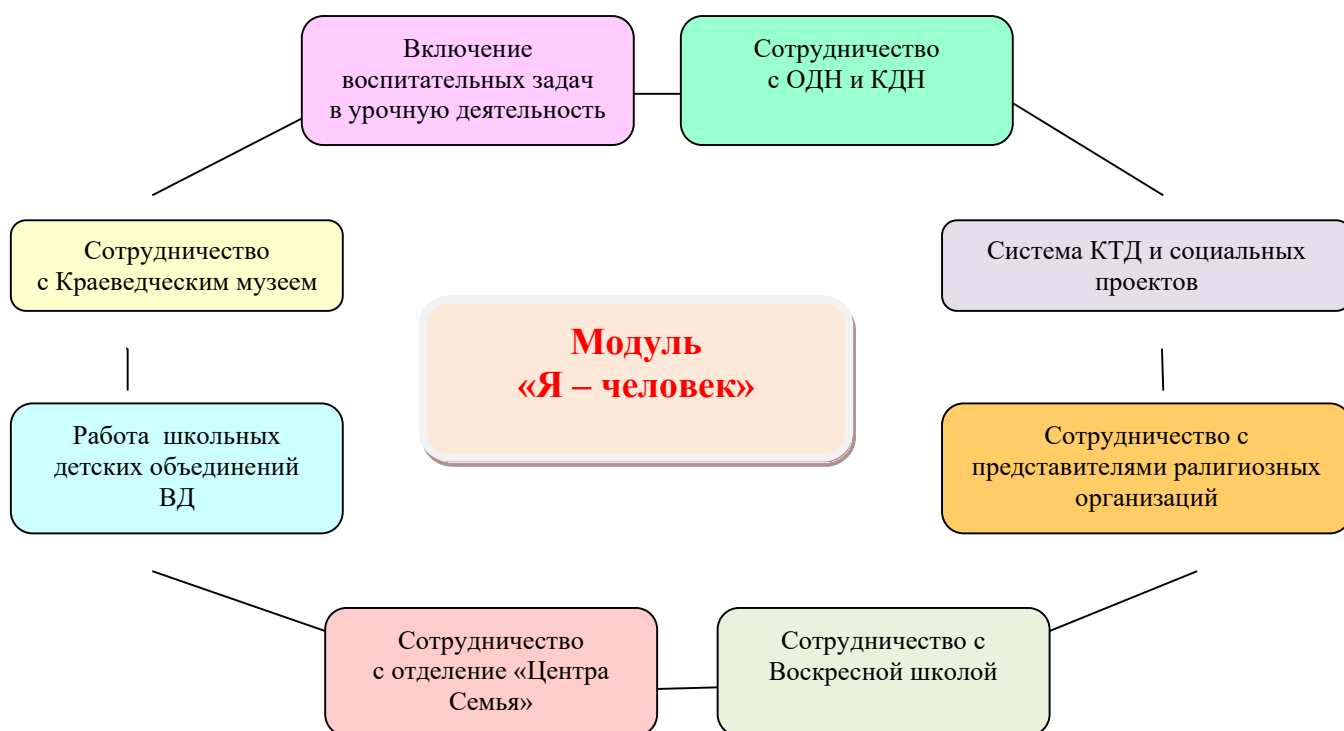 Включение
воспитательных задач
в урочную деятельность
Сотрудничество
с ОДН и КДН
Сотрудничество
с Краеведческим музеем
Система КТД и социальных
проектов
Модуль
«Я – человек»
Работа школьных
детских объединений
ВД
Сотрудничество с
представителями ралигиозных
организаций
Сотрудничество
с отделение «Центра
Семья»
Сотрудничество с
Воскресной школой